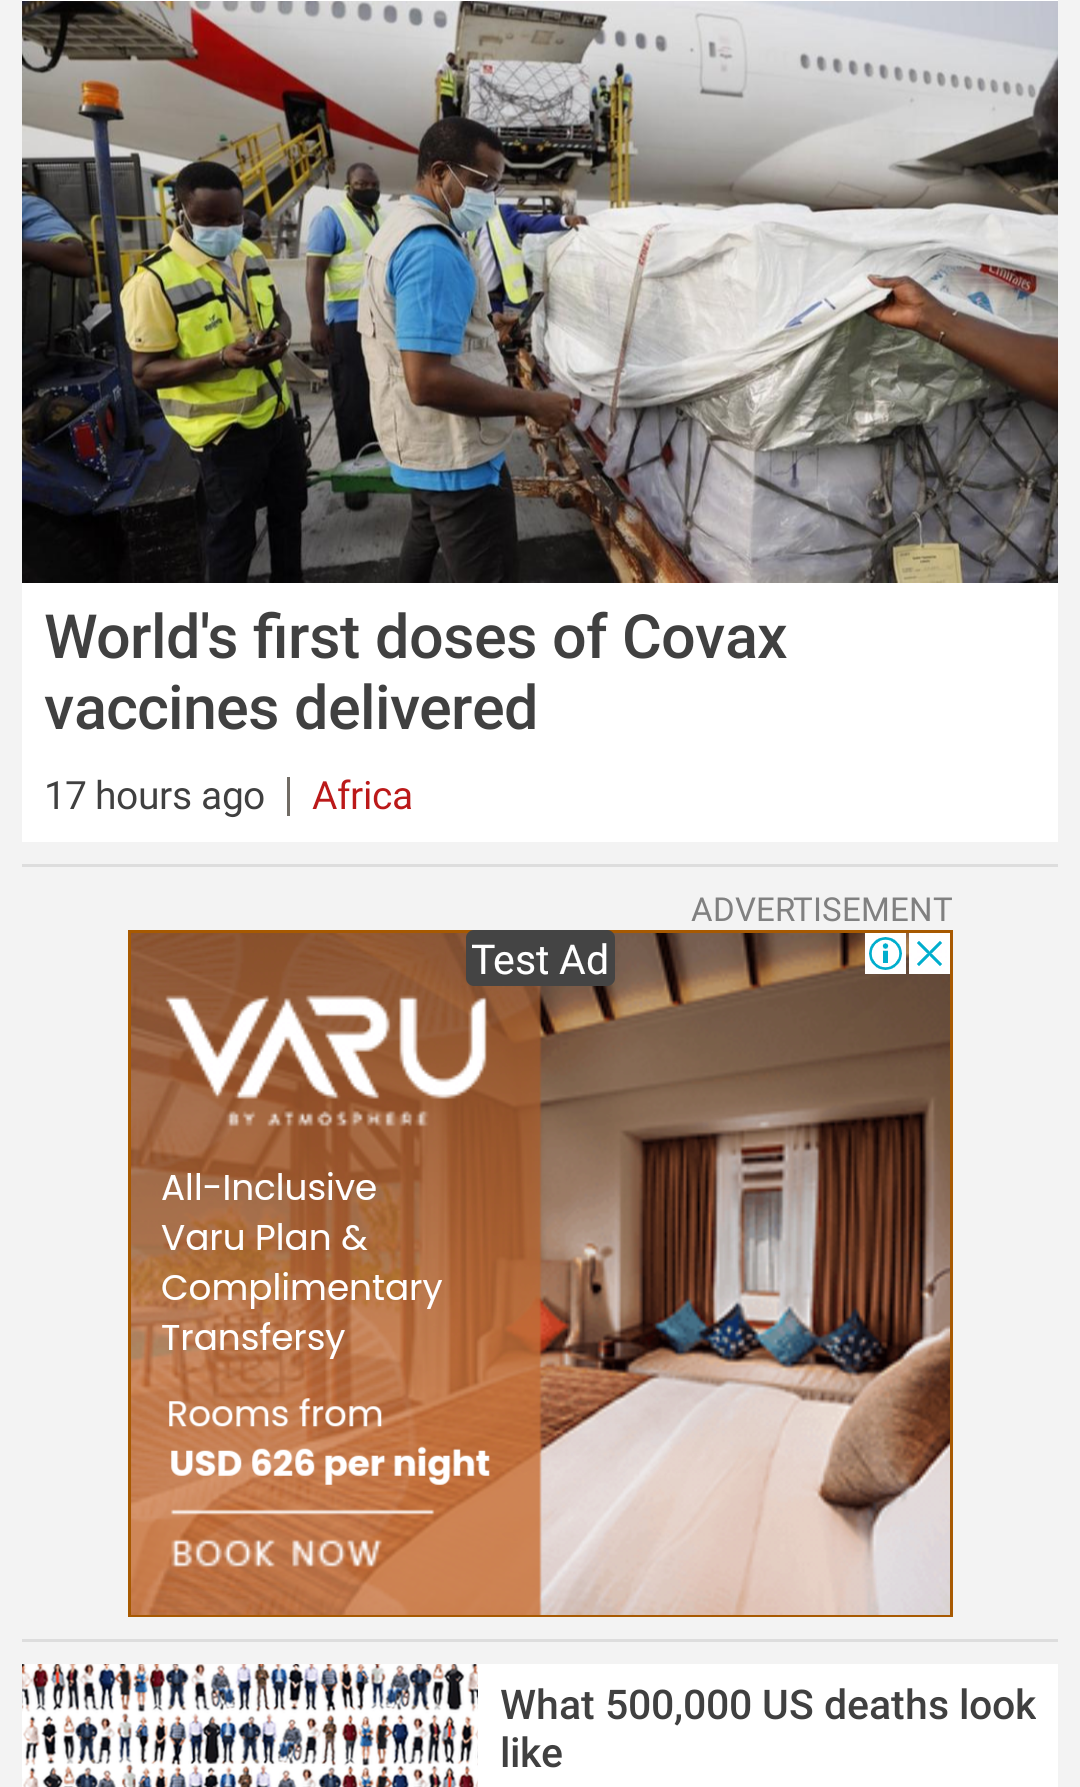 Emirates
World's first doses of Covax
vaccines delivered
17 hours ago | Africa
ADVERTISEMENT
Test Ad
VARU
BY ATMOSPHERE
All-Inclusive
Varu Plan &
Complimentary
Transfersy
Rooms from
USD 626 per night
BOOK NOW
What 500,000 US deaths look
like